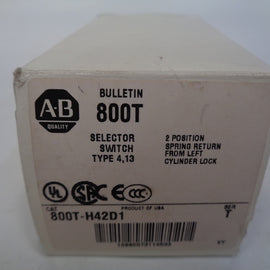 BULLETIN
800T
AB
QUALITY
SELECTOR
SWITCH
TYPE 4,13
2 POSITION
SPRING RETURN
FROM LEFT
CYLINDER LOCK
CAT
PRODUCT OF USA
SER
800T-H42D1
T